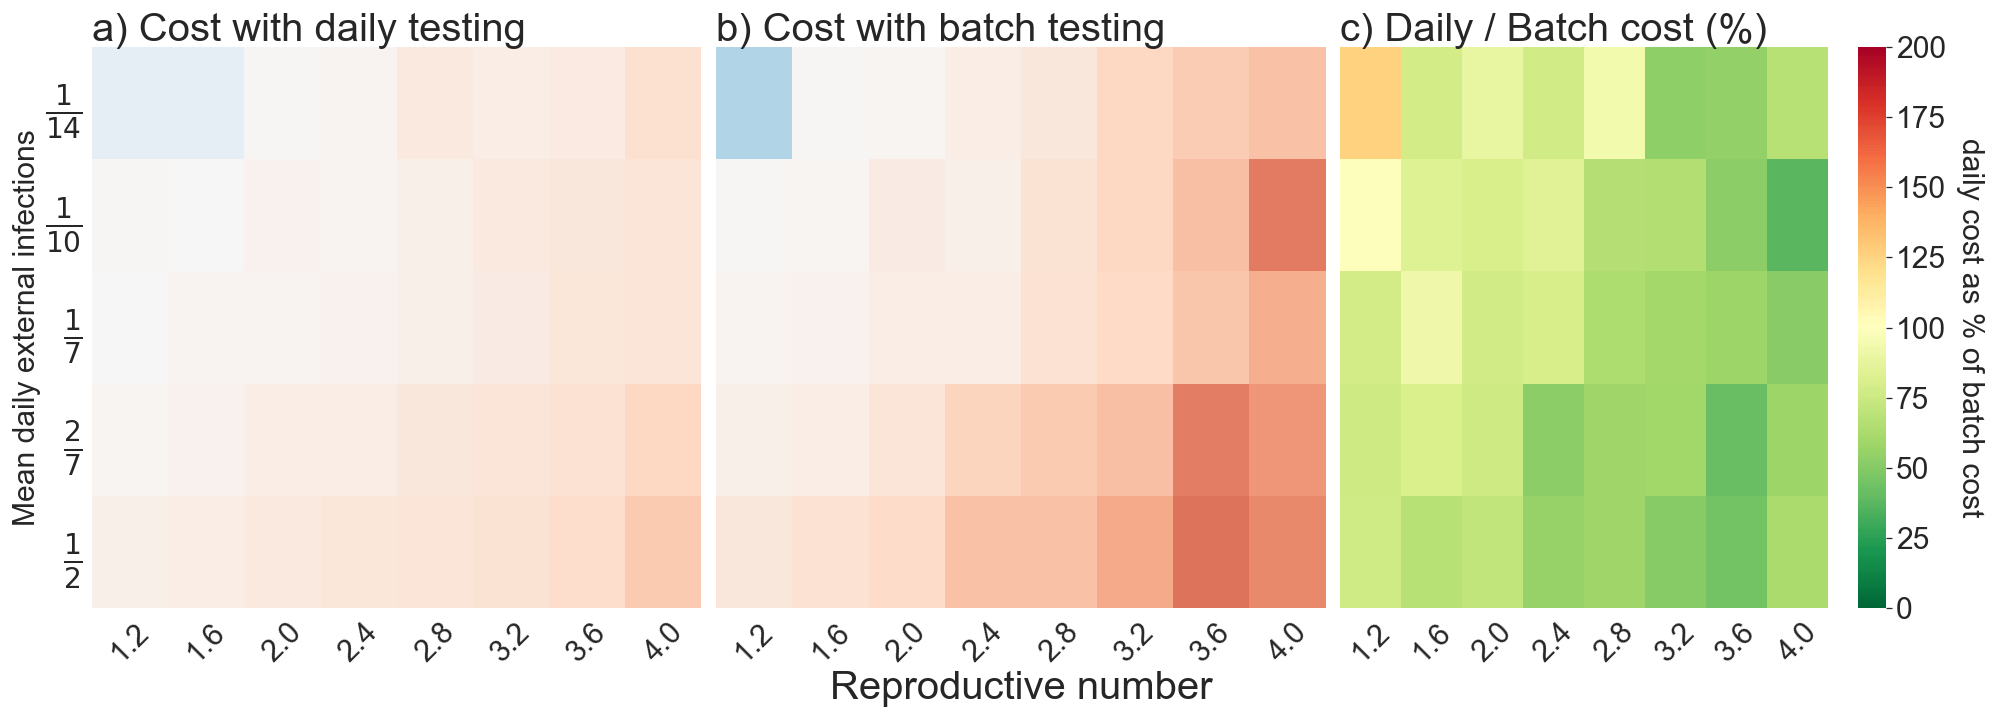 a) Cost with daily testing
b) Cost with batch testing
c) Daily / Batch cost (%)
Mean daily external infections
1/14
1/10
1/7
2/7
1/2
1.2 1.6 2.0 2.4 2.8 3.2 3.6 4.0
1.2 1.6 2.0 2.4 2.8 3.2 3.6 4.0
1.2 1.6 2.0 2.4 2.8 3.2 3.6 4.0
Reproductive number
200
175
150
125
100
75
50
25
0
daily cost as % of batch cost